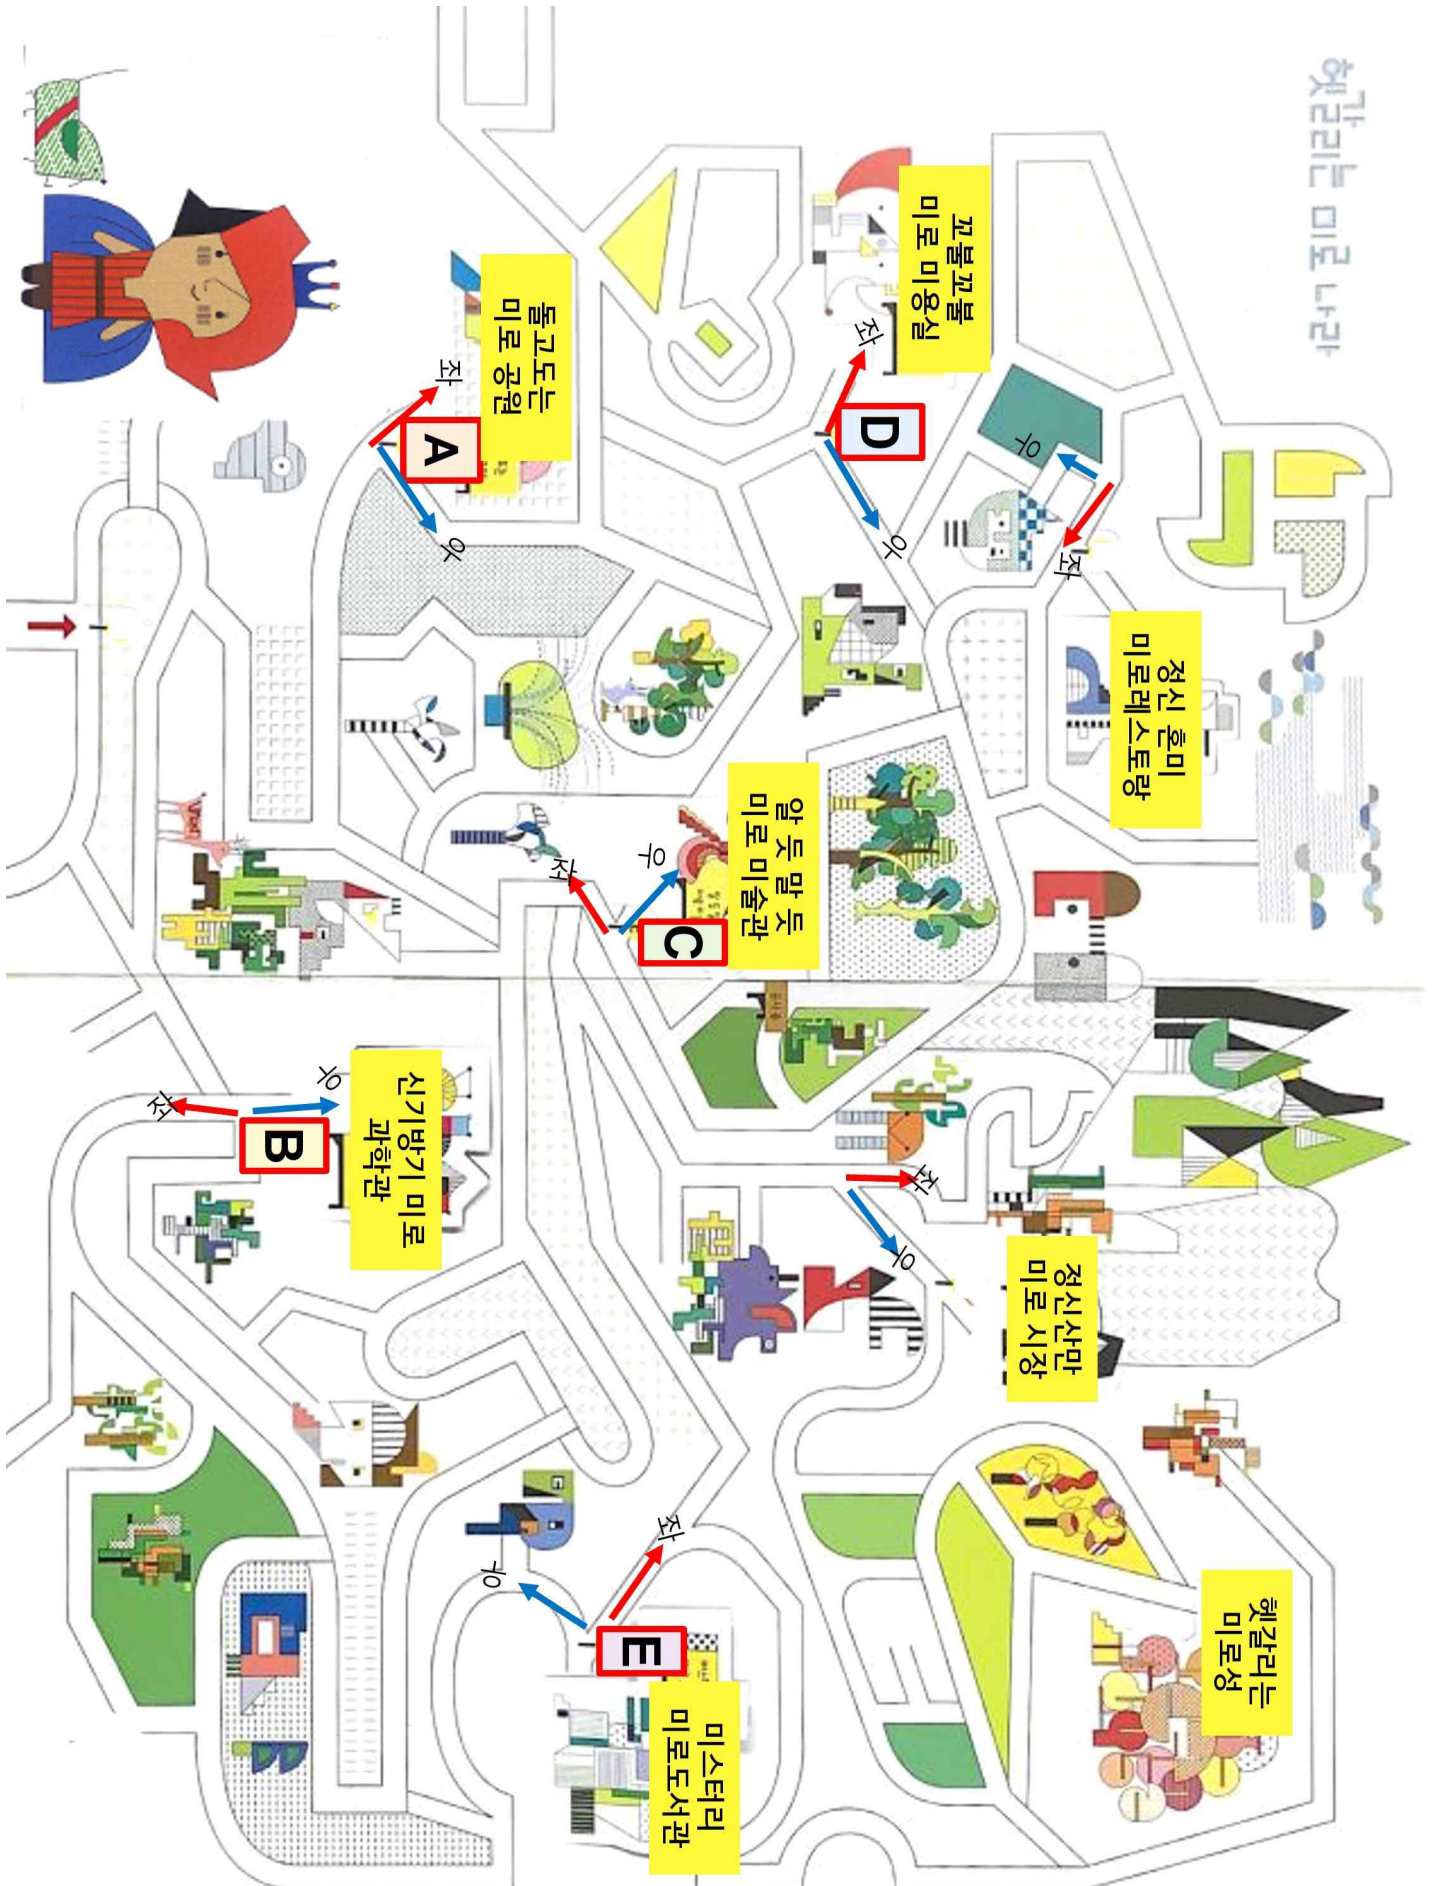 헷갈리는 미로 나라
꼬불꼬불
미로 미용실
좌
D
우
우
좌
정신 혼미
미로레스토랑
돌고도는
미로 공원
좌
A
우
알 듯 말 듯
미로 미술관
우
좌
C
신기방기 미로
과학관
우
좌
B
좌
우
정신산만
미로 시장
헷갈리는
미로성
좌
우
E
미스터리
미로도서관